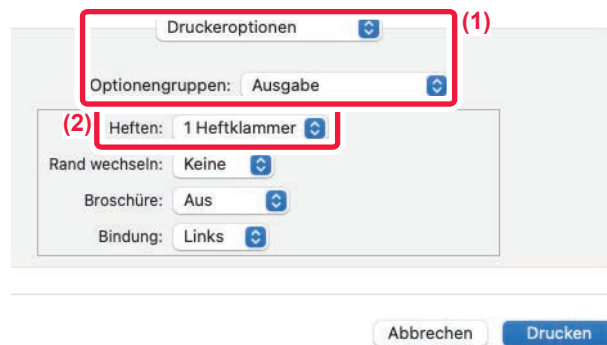 Druckeroptionen (1)
Optionengruppen: Ausgabe
(2) Heften: 1 Heftklammer
Rand wechseln: Keine
Broschüre: Aus
Bindung: Links
Abbrechen Drucken